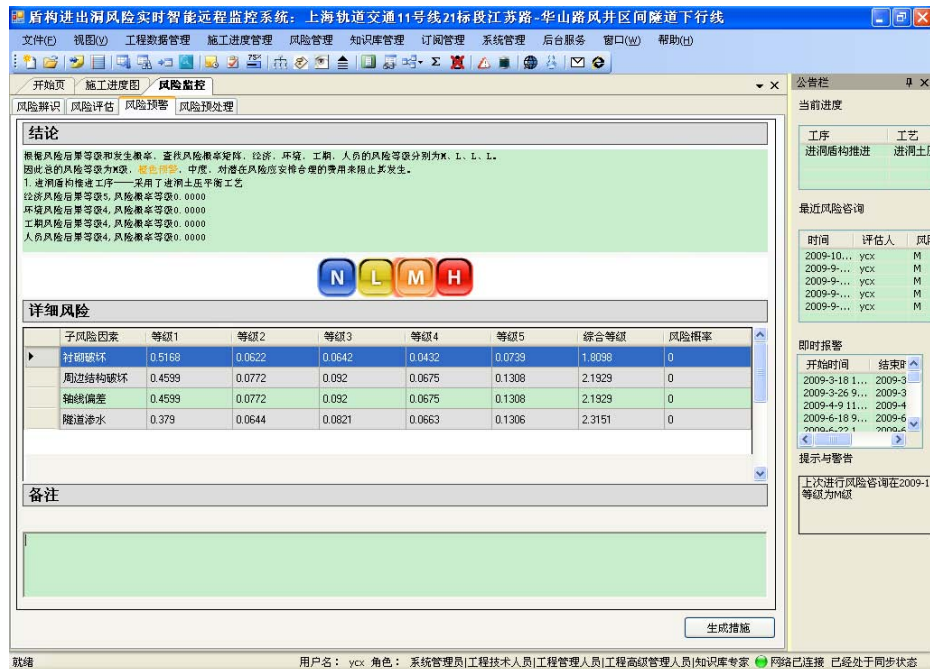 盾构进出洞风险实时智能远程监控系统：上海轨道交通11号线21标段江苏路-华山路风井区间隧道下行线
文件(F) 视图(V) 工程数据管理 施工进度管理 风险管理 知识库管理 订阅管理 系统管理 后台服务 窗口(W) 帮助(H)
开始页 施工进度图 风险监控
风险辨识 风险评估 风险预警 风险预处理
结论
根据风险后果等级和发生概率，查找风险概率矩阵，经济、环境、工期、人员的风险等级分别为M、L、L、L。
因此总的风险等级为M级，橙色预警，中度，对潜在风险应安排合理的费用来阻止其发生。
1.进洞盾构推进工序——采用了进洞土压平衡工艺
经济风险后果等级5,风险概率等级0.0000
环境风险后果等级4,风险概率等级0.0000
工期风险后果等级4,风险概率等级0.0000
人员风险后果等级4,风险概率等级0.0000
N L M H
详细风险
子风险因素 等级1 等级2 等级3 等级4 等级5 综合等级 风险概率
衬砌破坏 0.5168 0.0622 0.0642 0.0432 0.0739 1.8098 0
周边结构破坏 0.4599 0.0772 0.092 0.0675 0.1308 2.1929 0
轴线偏差 0.4599 0.0772 0.092 0.0675 0.1308 2.1929 0
隧道渗水 0.379 0.0644 0.0821 0.0663 0.1306 2.3151 0
备注
生成措施
公告栏
当前进度
工序 工艺
进洞盾构推进 进洞土压
最近风险咨询
时间 评估人 风险
2009-10... ycx M
2009-9-... ycx M
2009-9-... ycx M
2009-9-... ycx M
2009-9-... ycx M
即时报警
开始时间 结束时
2009-3-18 1... 2009-3
2009-3-26 9... 2009-3
2009-4-9 11... 2009-4
2009-6-18 9... 2009-6
2009-6-22 1... 2009-6
提示与警告
上次进行风险咨询在2009-1
等级为M级
就绪 用户名： ycx 角色： 系统管理员|工程技术人员|工程管理人员|工程高级管理人员|知识库专家 网络已连接 已经处于同步状态